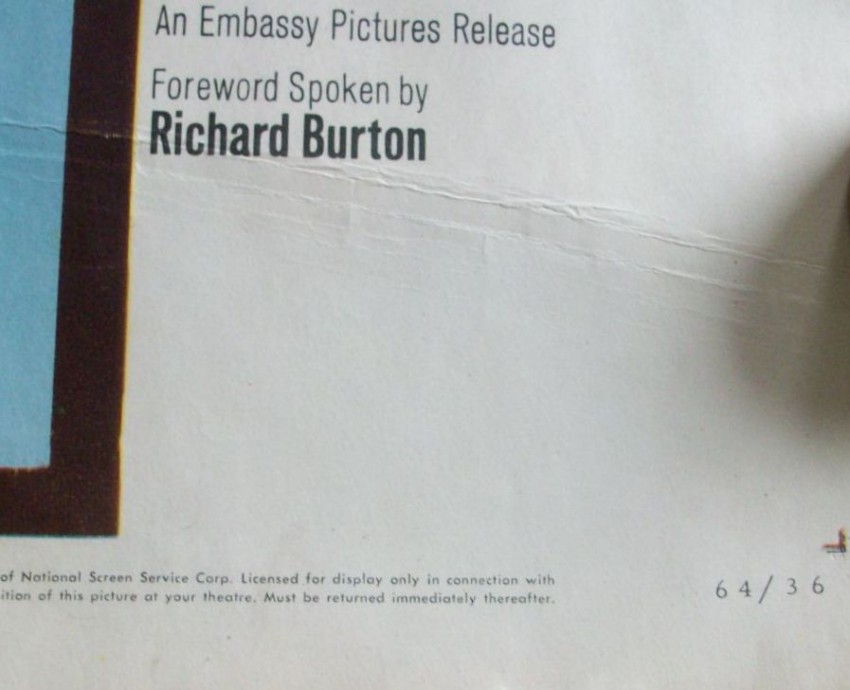 An Embassy Pictures Release
Foreword Spoken by
Richard Burton
of National Screen Service Corp. Licensed for display only in connection with
ition of this picture at your theatre. Must be returned immediately thereafter.
64/36